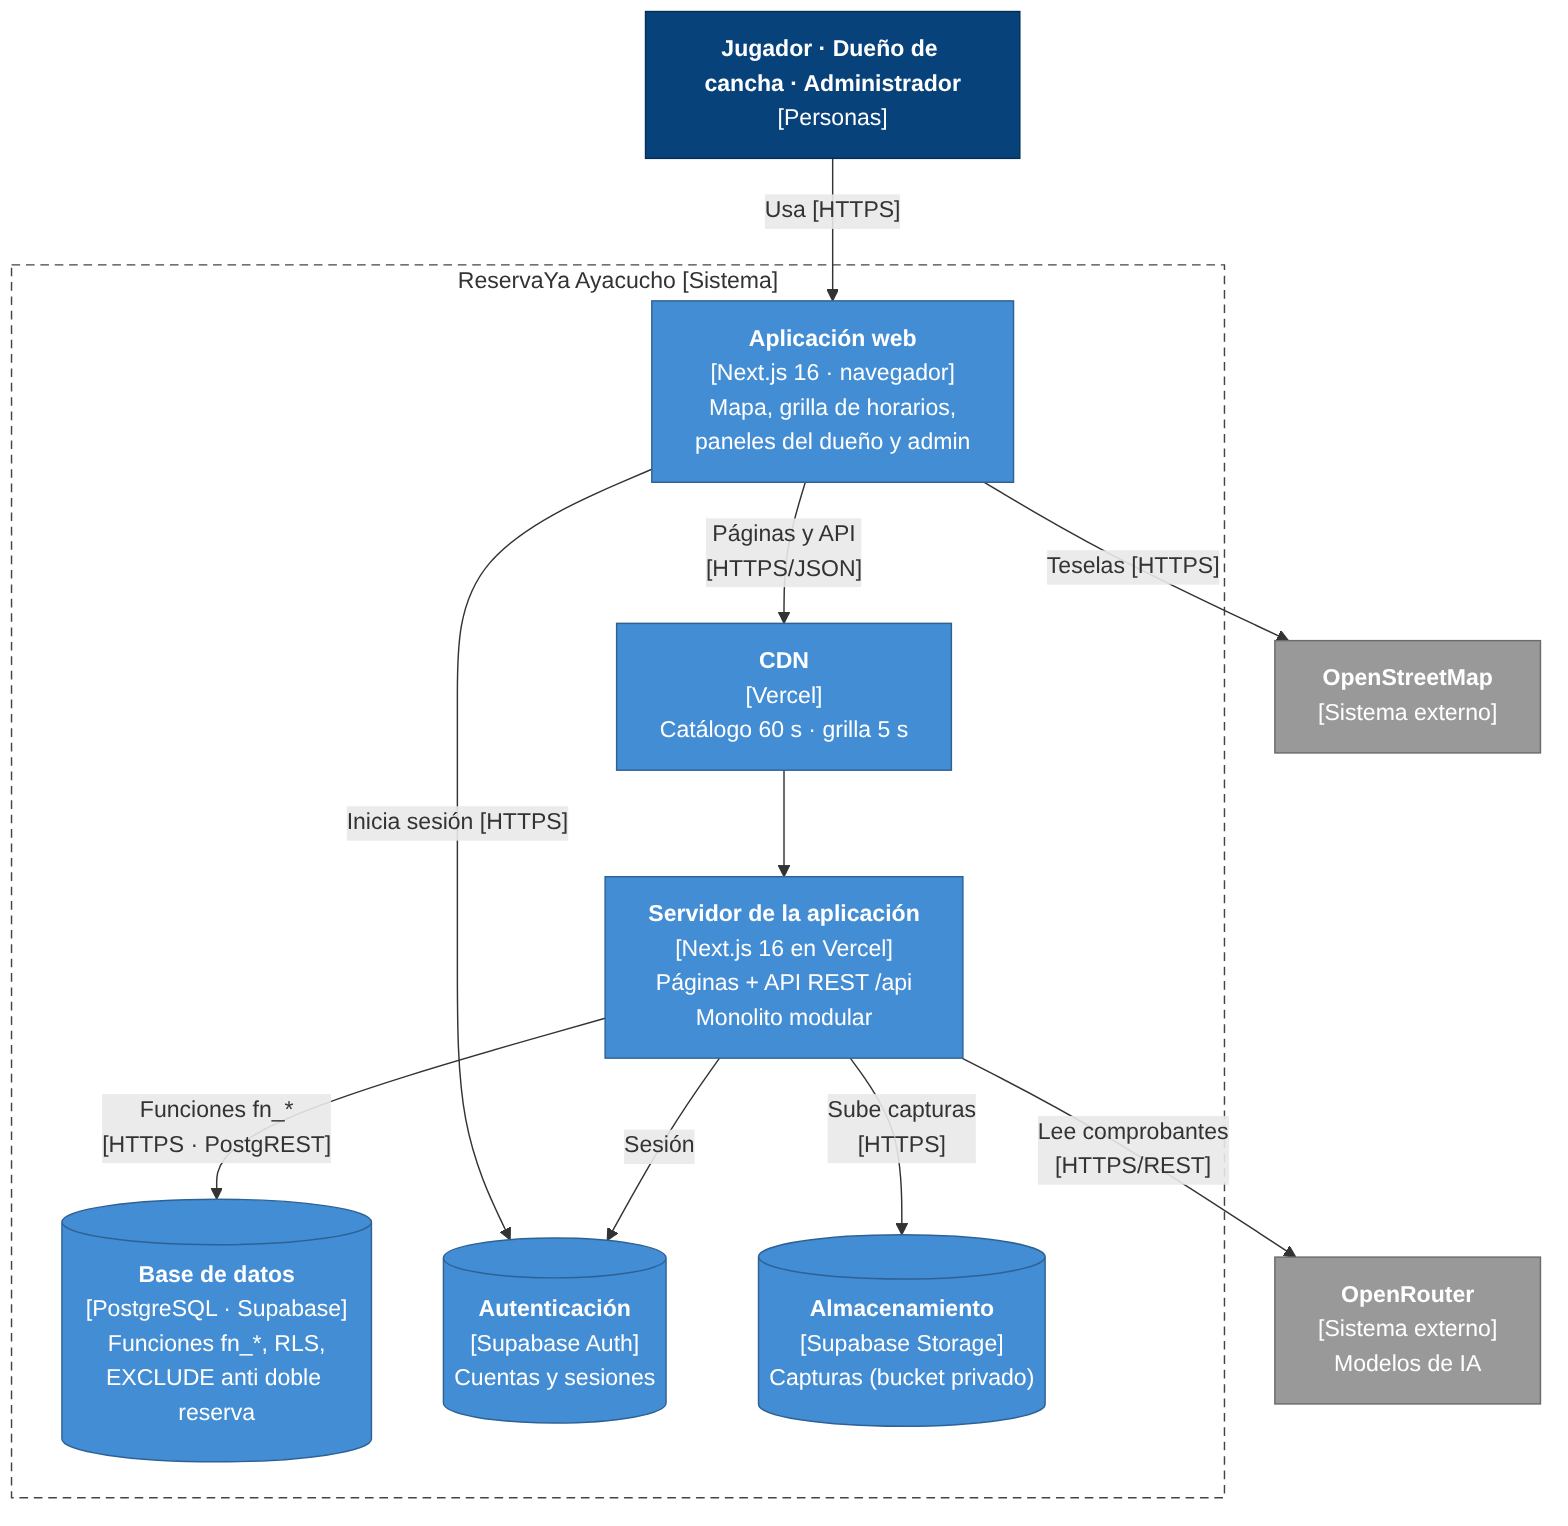 Jugador · Dueño de
cancha · Administrador
[Personas]
Usa [HTTPS]
ReservaYa Ayacucho [Sistema]
Aplicación web
[Next.js 16 · navegador]
Mapa, grilla de horarios,
paneles del dueño y admin
Páginas y API
[HTTPS/JSON]
Teselas [HTTPS]
CDN
[Vercel]
Catálogo 60 s · grilla 5 s
OpenStreetMap
[Sistema externo]
Inicia sesión [HTTPS]
Servidor de la aplicación
[Next.js 16 en Vercel]
Páginas + API REST /api
Monolito modular
Funciones fn_*
[HTTPS · PostgREST]
Sesión
Sube capturas
[HTTPS]
Lee comprobantes
[HTTPS/REST]
Base de datos
[PostgreSQL · Supabase]
Funciones fn_*, RLS,
EXCLUDE anti doble
reserva
Autenticación
[Supabase Auth]
Cuentas y sesiones
Almacenamiento
[Supabase Storage]
Capturas (bucket privado)
OpenRouter
[Sistema externo]
Modelos de IA